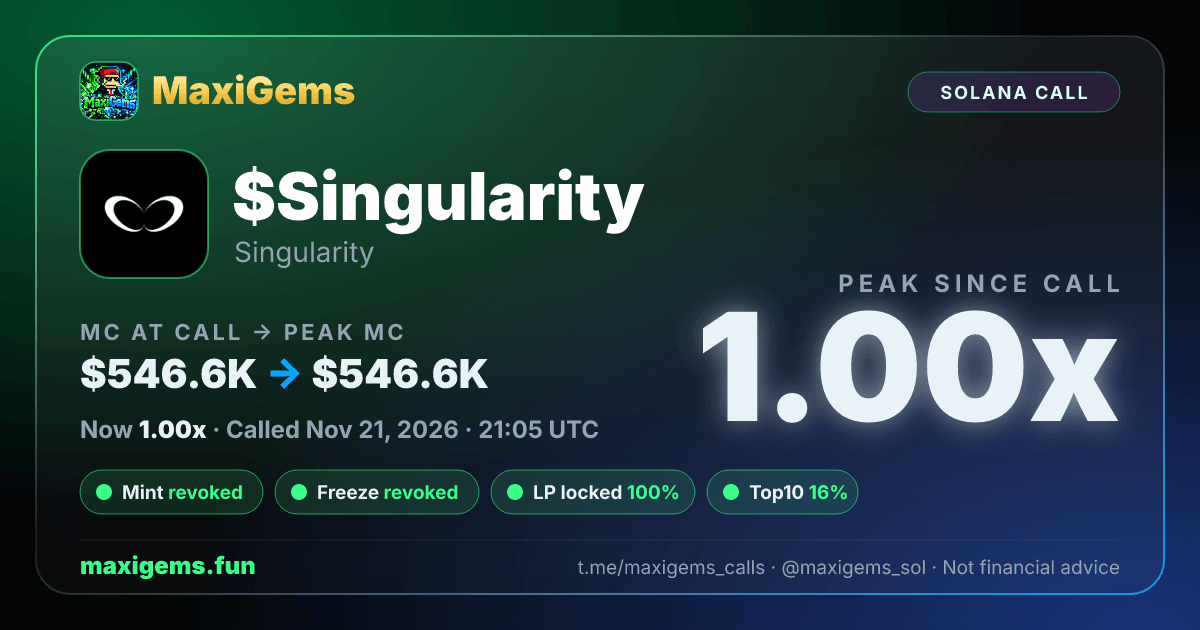 MaxiGems
MaxiGems
SOLANA CALL
$Singularity
Singularity
PEAK SINCE CALL
1.00x
MC AT CALL → PEAK MC
$546.6K → $546.6K
Now 1.00x · Called Nov 21, 2026 · 21:05 UTC
Mint revoked
Freeze revoked
LP locked 100%
Top10 16%
maxigems.fun
t.me/maxigems_calls · @maxigems_sol · Not financial advice